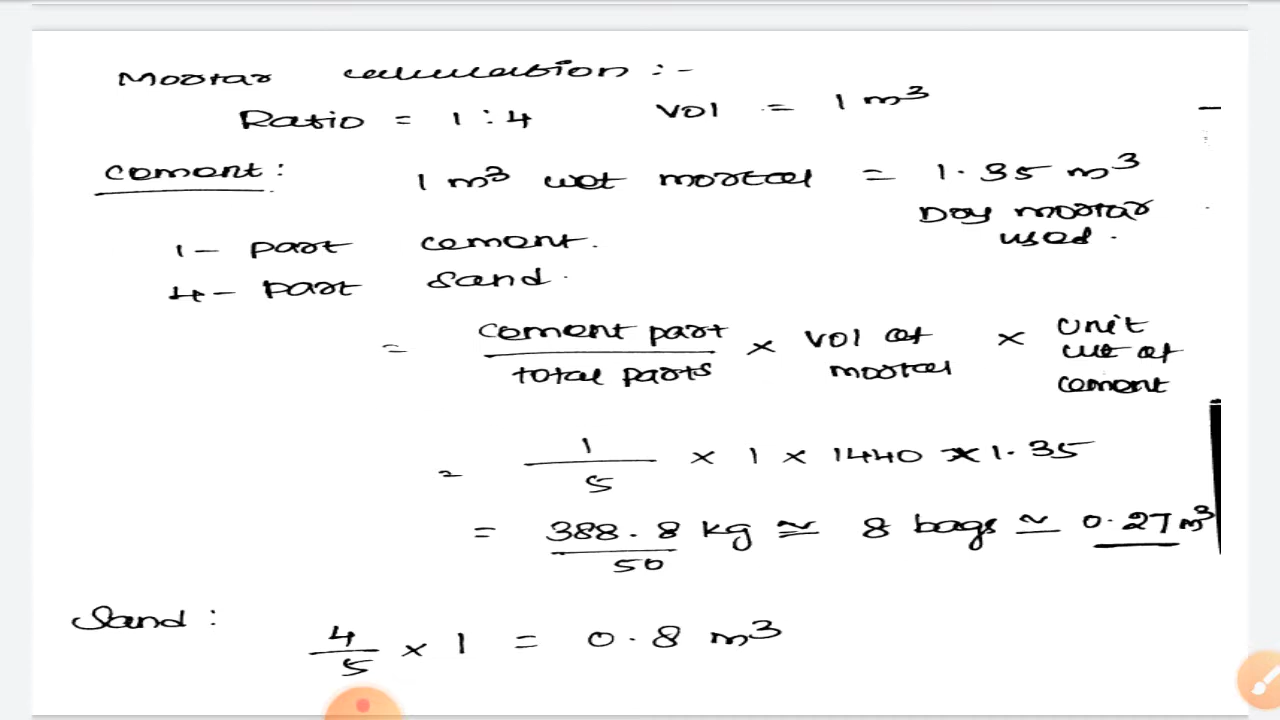 Mortar calculation :-
Ratio = 1 : 4 Vol = 1 m³
Cement : 1 m³ wet mortar = 1.35 m³
Dry mortar
used.
1 - part cement.
4 - part sand.
= cement part / total parts × vol of mortar × unit wt of cement
= 1/5 × 1 × 1440 × 1.35
= 388.8 kg / 50 ≃ 8 bags ≃ 0.27 m³
Sand :
4/5 × 1 = 0.8 m³